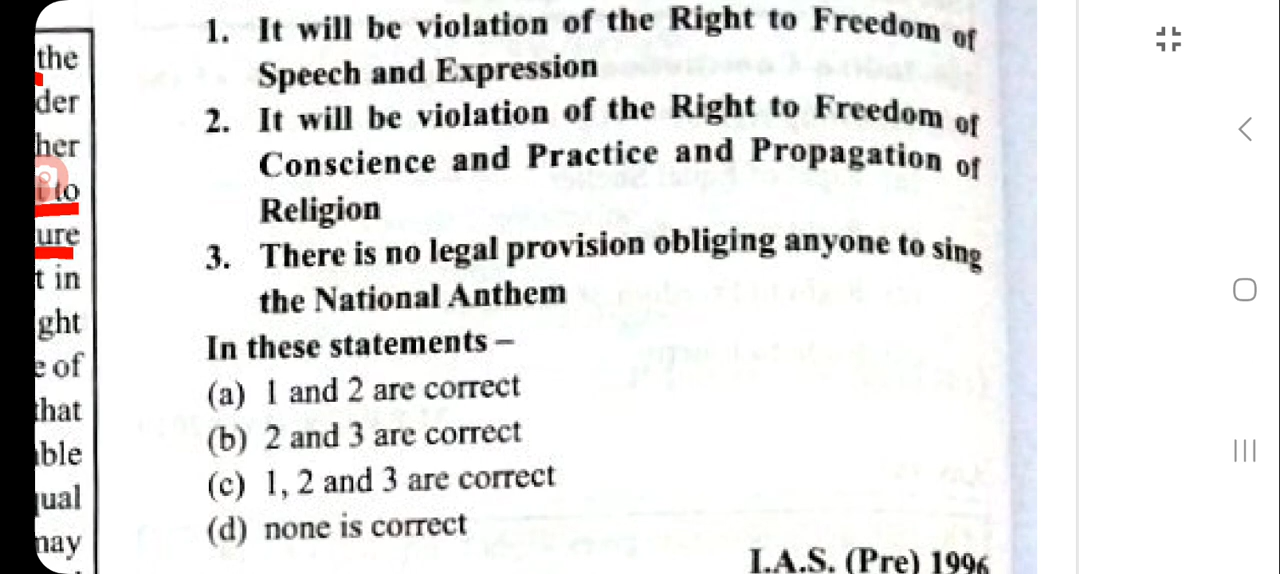 the
der
her
to
ure
t in
ght
e of
that
ble
ual
nay
1. It will be violation of the Right to Freedom of
Speech and Expression
2. It will be violation of the Right to Freedom of
Conscience and Practice and Propagation of
Religion
3. There is no legal provision obliging anyone to sing
the National Anthem
In these statements –
(a) 1 and 2 are correct
(b) 2 and 3 are correct
(c) 1, 2 and 3 are correct
(d) none is correct
I.A.S. (Pre) 1996